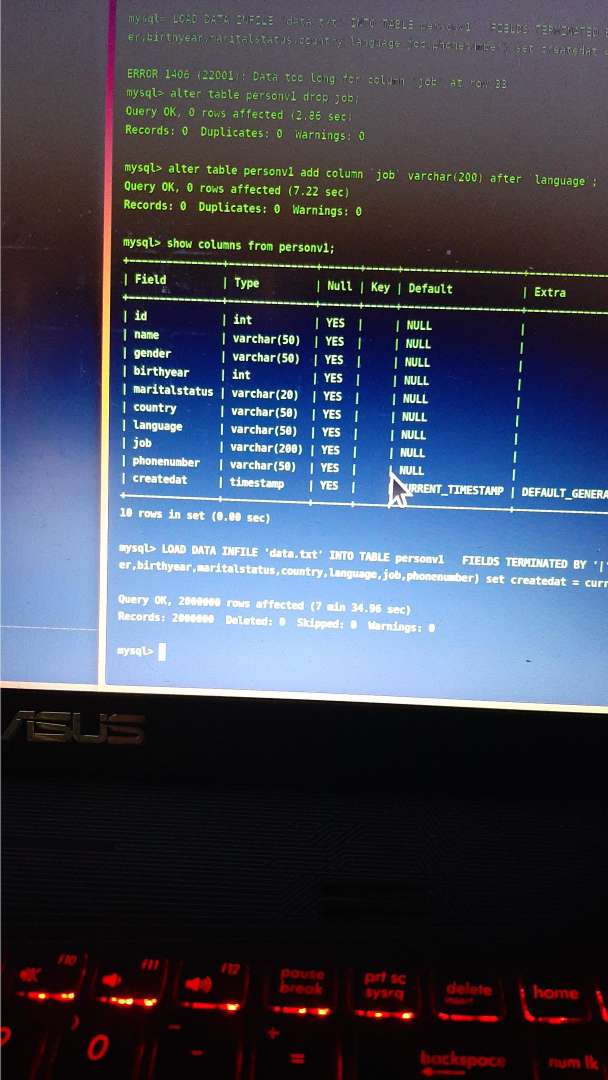 mysql> LOAD DATA INFILE 'data.txt' INTO TABLE personv1 FIELDS TERMINATED
er,birthyear,maritalstatus,country,language,job,phonenumber) set createdat
ERROR 1406 (22001): Data too long for column 'job' at row 33
mysql> alter table personv1 drop job;
Query OK, 0 rows affected (2.86 sec)
Records: 0 Duplicates: 0 Warnings: 0
mysql> alter table personv1 add column `job` varchar(200) after `language`;
Query OK, 0 rows affected (7.22 sec)
Records: 0 Duplicates: 0 Warnings: 0
mysql> show columns from personv1;
| Field | Type | Null | Key | Default | Extra
| id | int | YES | | NULL |
| name | varchar(50) | YES | | NULL |
| gender | varchar(50) | YES | | NULL |
| birthyear | int | YES | | NULL |
| maritalstatus | varchar(20) | YES | | NULL |
| country | varchar(50) | YES | | NULL |
| language | varchar(50) | YES | | NULL |
| job | varchar(200) | YES | | NULL |
| phonenumber | varchar(50) | YES | | NULL |
| createdat | timestamp | YES | | CURRENT_TIMESTAMP | DEFAULT_GENERA
10 rows in set (0.00 sec)
mysql> LOAD DATA INFILE 'data.txt' INTO TABLE personv1 FIELDS TERMINATED BY '|'
er,birthyear,maritalstatus,country,language,job,phonenumber) set createdat = curr
Query OK, 2000000 rows affected (7 min 34.96 sec)
Records: 2000000 Deleted: 0 Skipped: 0 Warnings: 0
mysql>
ASUS
f10 f11 f12 pause break prt sc sysrq delete insert home
) 0 _ - + = backspace num lk